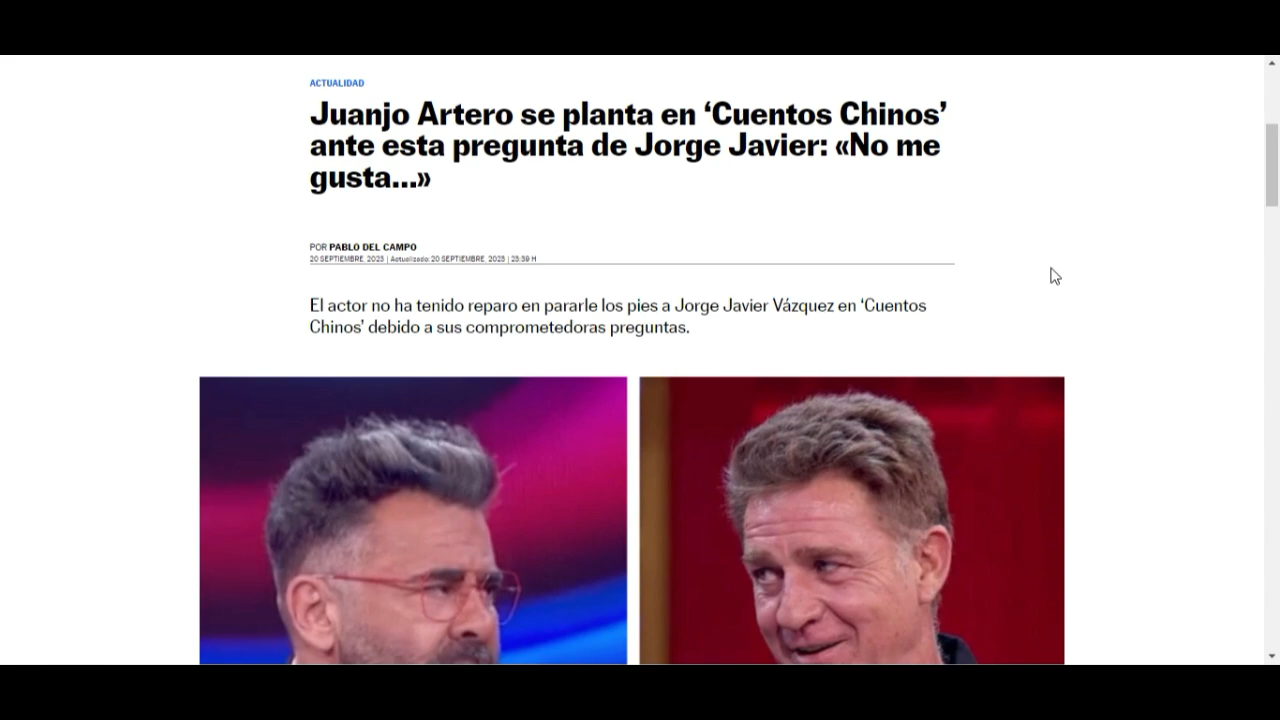 ACTUALIDAD
Juanjo Artero se planta en ‘Cuentos Chinos’
ante esta pregunta de Jorge Javier: «No me
gusta…»
POR PABLO DEL CAMPO
20 SEPTIEMBRE, 2023 | Actualizado: 20 SEPTIEMBRE, 2023 | 23:39 H
El actor no ha tenido reparo en pararle los pies a Jorge Javier Vázquez en ‘Cuentos
Chinos’ debido a sus comprometedoras preguntas.